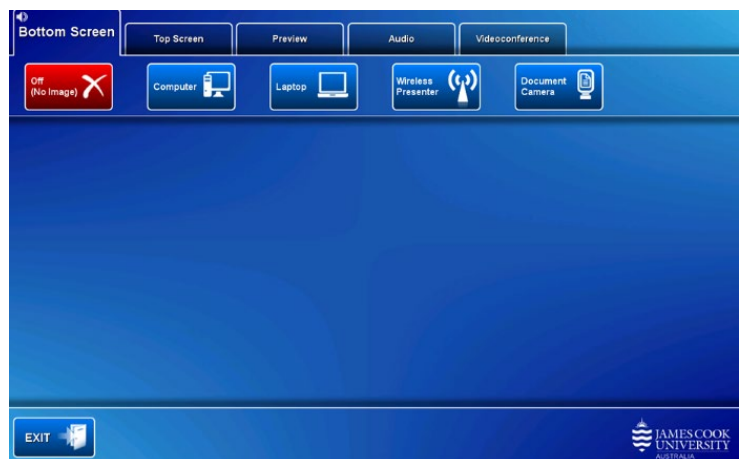 Bottom Screen
Top Screen
Preview
Audio
Videoconference
Off
(No Image)
Computer
Laptop
Wireless
Presenter
Document
Camera
EXIT
JAMES COOK
UNIVERSITY
AUSTRALIA